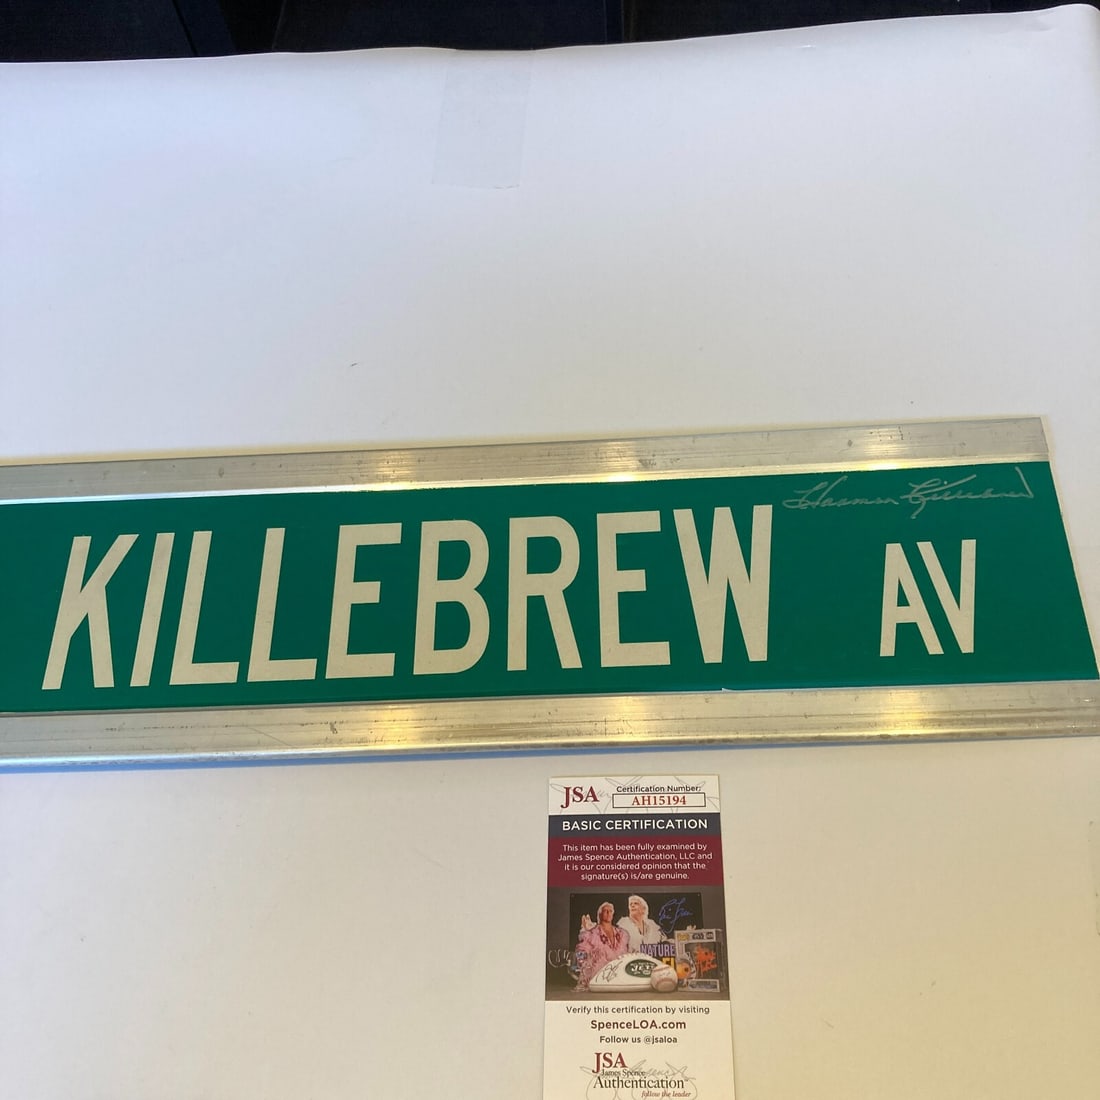 Harmon Killebrew
KILLEBREW AV
JSA
Certification Number:
AH15194
BASIC CERTIFICATION
This item has been fully examined by
James Spence Authentication, LLC and
it is our considered opinion that the
signature(s) is/are genuine.
NATURE
JETS
Verify this certification by visiting
SpenceLOA.com
Follow us @jsaloa
JSA
James Spence
Authentication
follow the leader